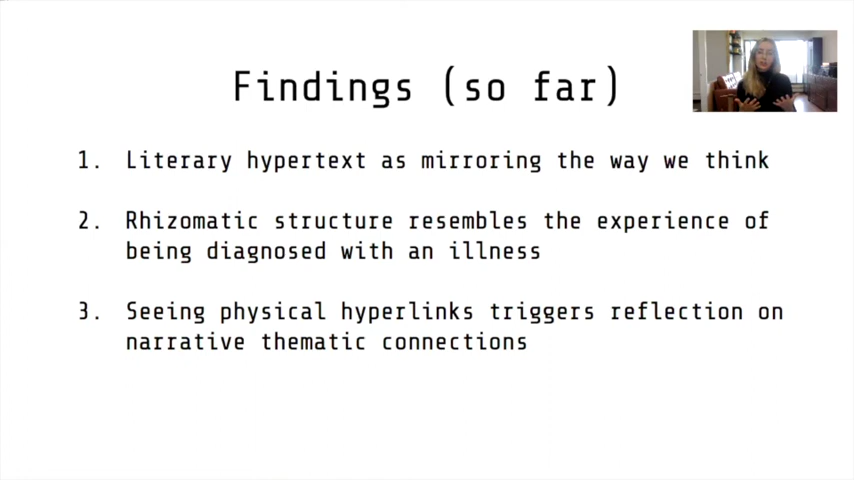 Findings (so far)
1. Literary hypertext as mirroring the way we think
2. Rhizomatic structure resembles the experience of
being diagnosed with an illness
3. Seeing physical hyperlinks triggers reflection on
narrative thematic connections